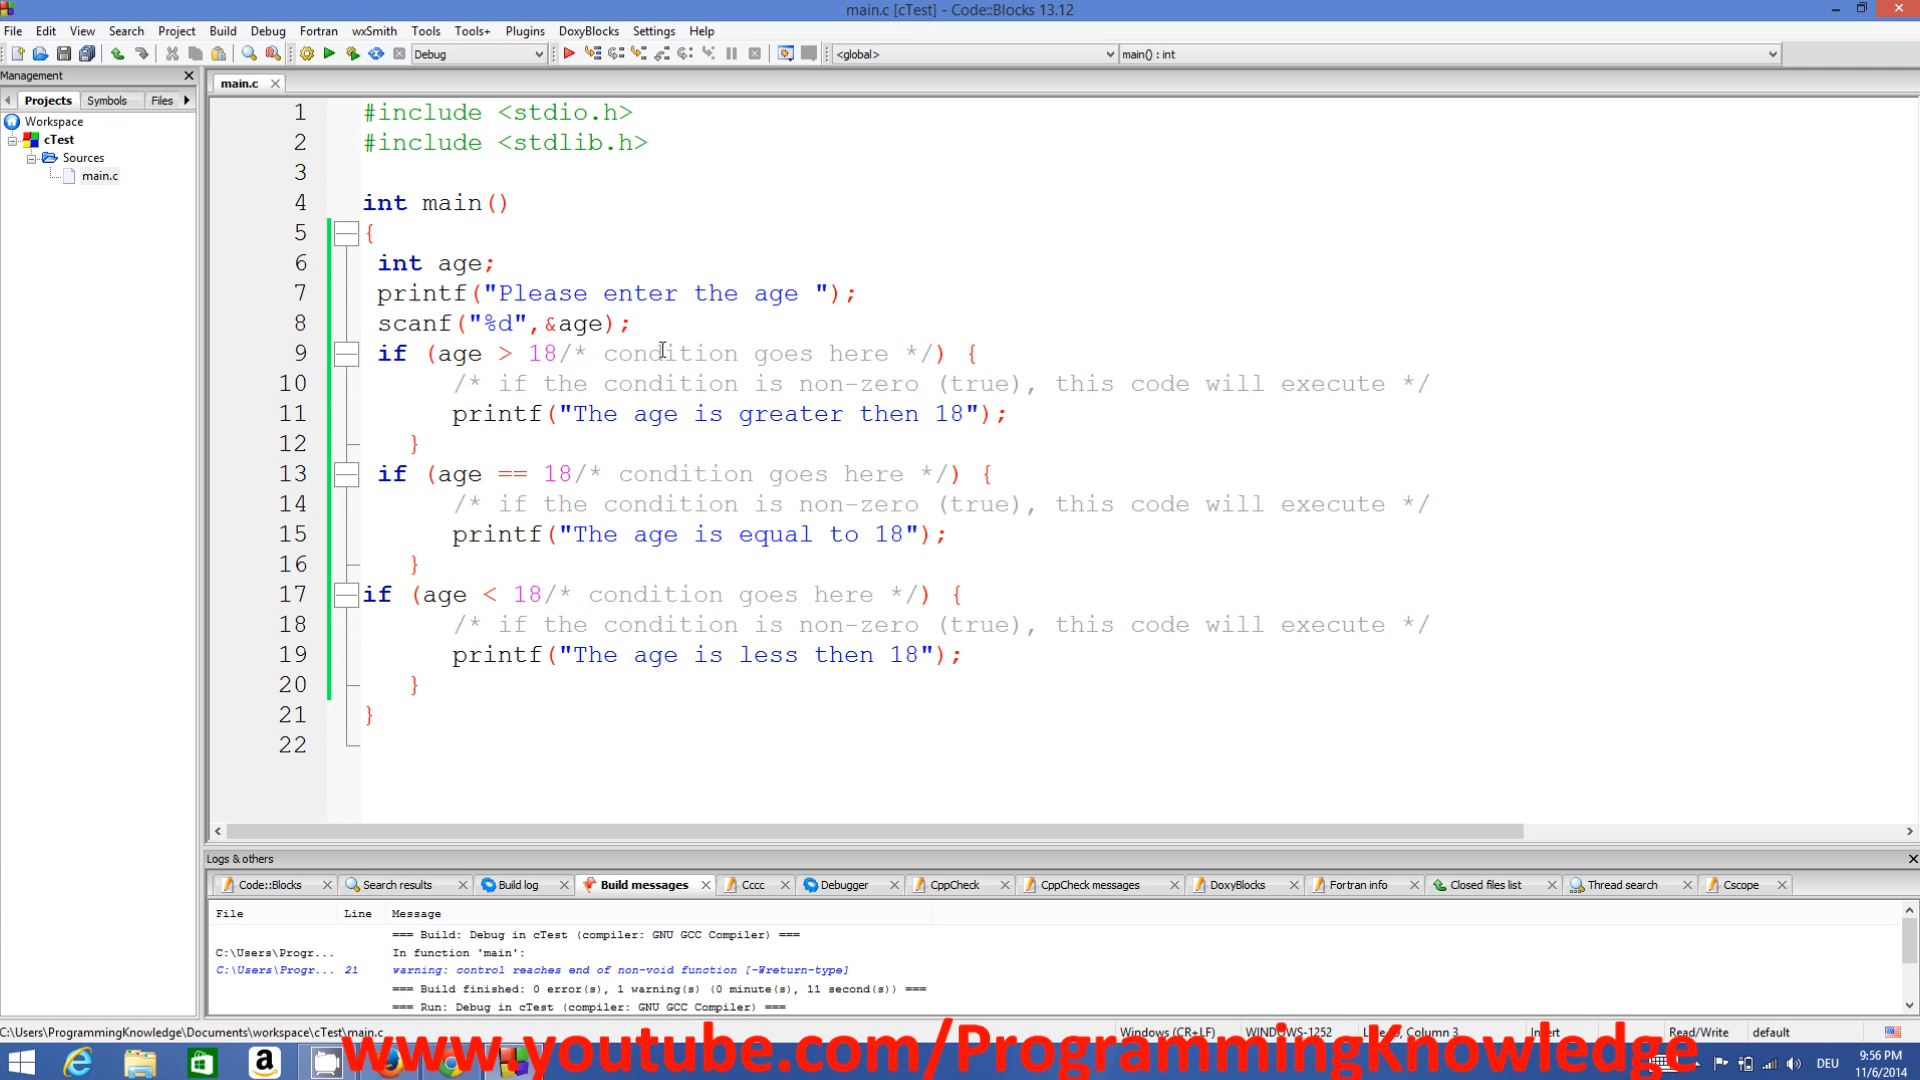 main.c [cTest] - Code::Blocks 13.12
File Edit View Search Project Build Debug Fortran wxSmith Tools Tools+ Plugins DoxyBlocks Settings Help
Debug <global> main() : int
Management
Projects Symbols Files
main.c
Workspace
cTest
Sources
main.c
1 #include <stdio.h>
2 #include <stdlib.h>
3
4 int main()
5 {
6 int age;
7 printf("Please enter the age ");
8 scanf("%d",&age);
9 if (age > 18/* condition goes here */) {
10 /* if the condition is non-zero (true), this code will execute */
11 printf("The age is greater then 18");
12 }
13 if (age == 18/* condition goes here */) {
14 /* if the condition is non-zero (true), this code will execute */
15 printf("The age is equal to 18");
16 }
17 if (age < 18/* condition goes here */) {
18 /* if the condition is non-zero (true), this code will execute */
19 printf("The age is less then 18");
20 }
21 }
22
Logs & others
Code::Blocks Search results Build log Build messages Cccc Debugger CppCheck CppCheck messages DoxyBlocks Fortran info Closed files list Thread search Cscope
File Line Message
=== Build: Debug in cTest (compiler: GNU GCC Compiler) ===
C:\Users\Progr... In function 'main':
C:\Users\Progr... 21 warning: control reaches end of non-void function [-Wreturn-type]
=== Build finished: 0 error(s), 1 warning(s) (0 minute(s), 11 second(s)) ===
=== Run: Debug in cTest (compiler: GNU GCC Compiler) ===
C:\Users\ProgrammingKnowledge\Documents\workspace\cTest\main.c Windows (CR+LF) WINDOWS-1252 Column 3 Insert Read/Write default
www.youtube.com/ProgrammingKnowledge
DEU
9:56 PM
11/6/2014